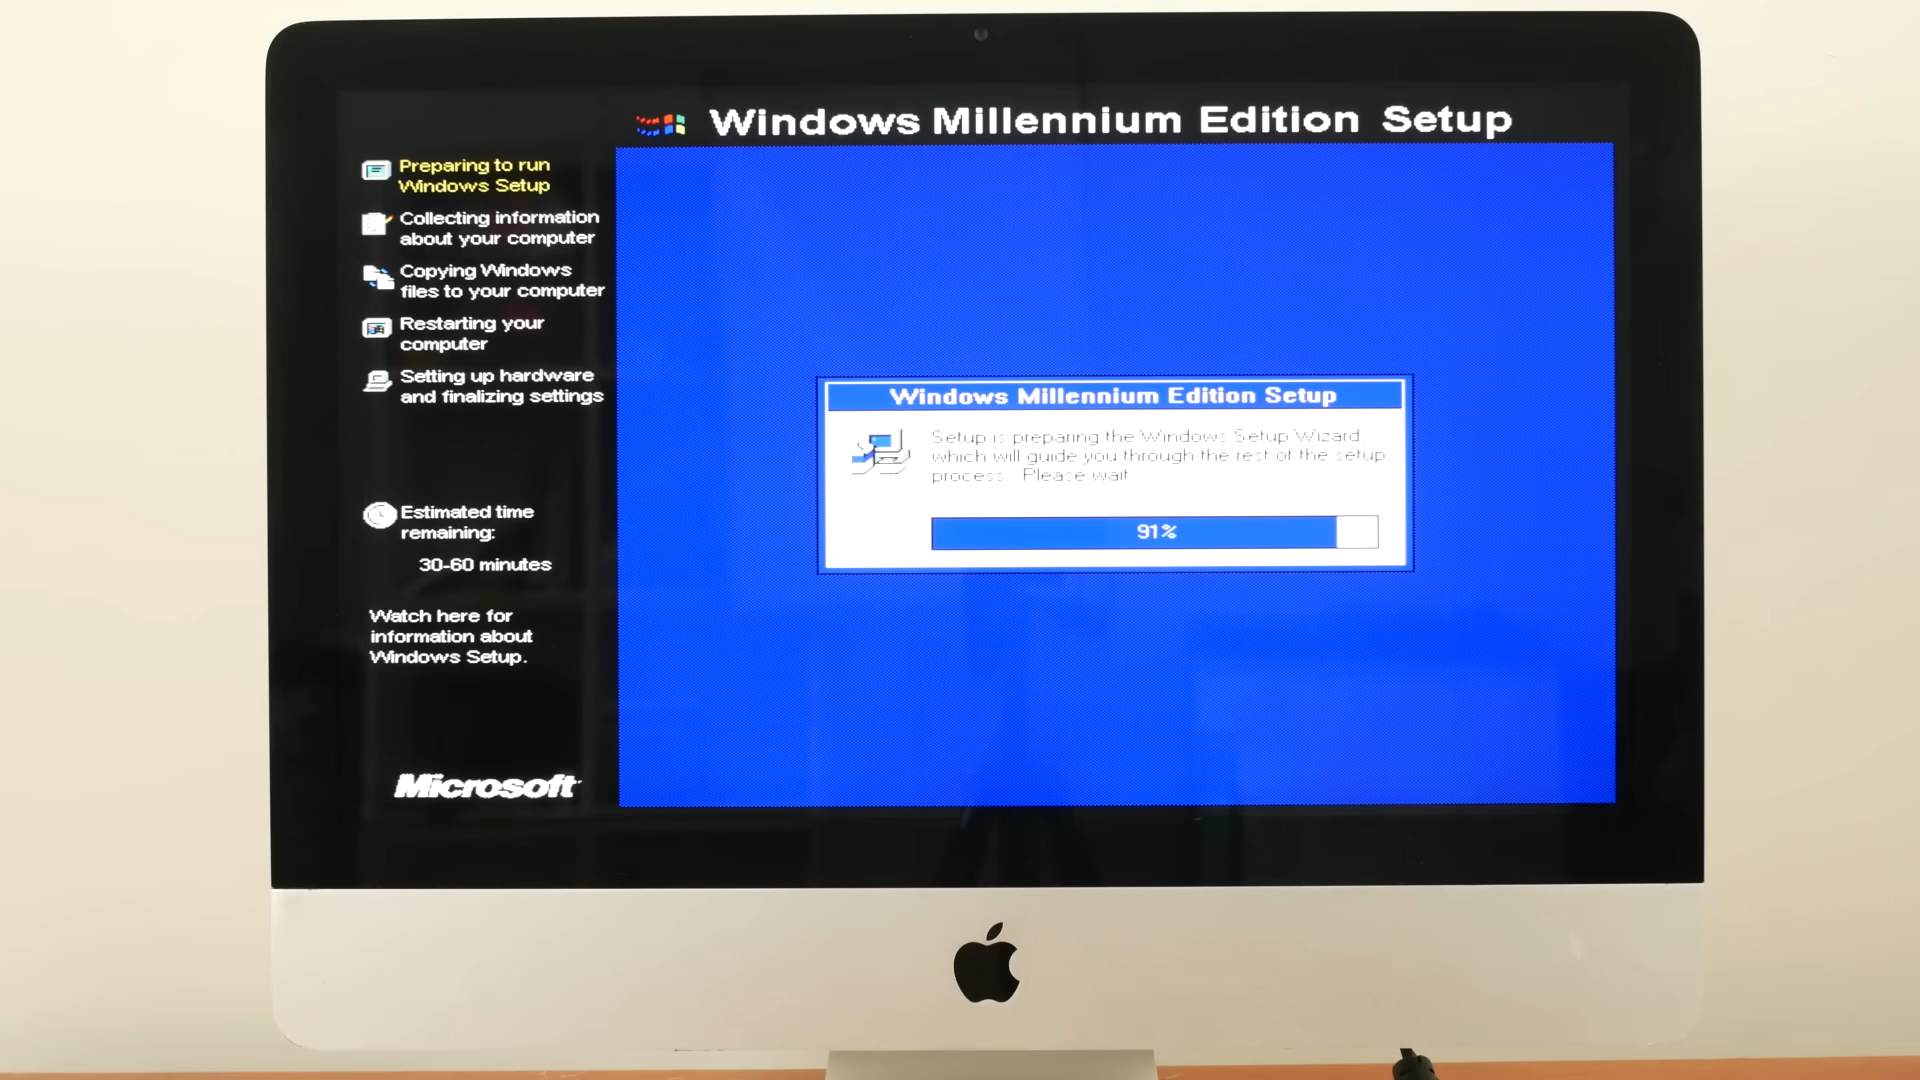 Windows Millennium Edition Setup
Preparing to run
Windows Setup
Collecting information
about your computer
Copying Windows
files to your computer
Restarting your
computer
Setting up hardware
and finalizing settings
Estimated time
remaining:
30-60 minutes
Watch here for
information about
Windows Setup.
Microsoft
Windows Millennium Edition Setup
Setup is preparing the Windows Setup Wizard,
which will guide you through the rest of the setup
process. Please wait.
91%